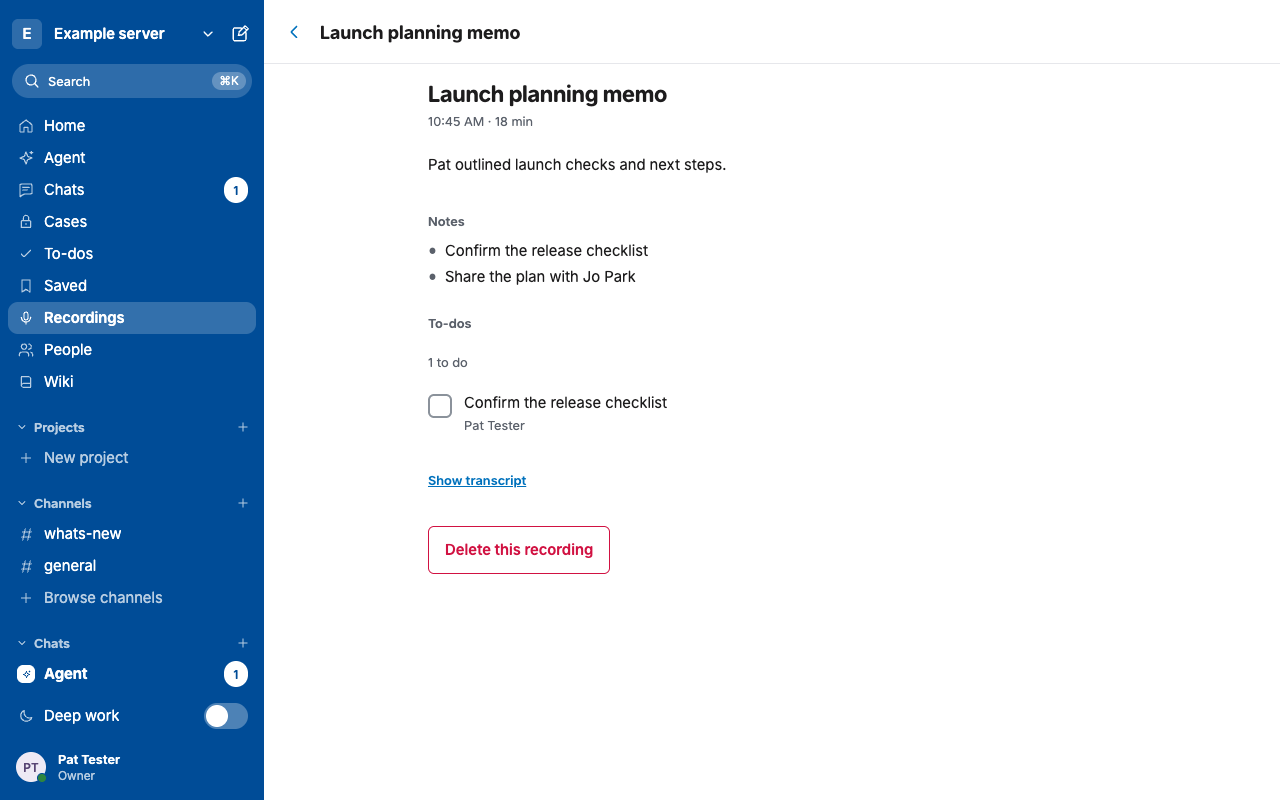 E Example server
Search ⌘K
Home
Agent
Chats 1
Cases
To-dos
Saved
Recordings
People
Wiki
Projects
New project
Channels
# whats-new
# general
Browse channels
Chats
Agent 1
Deep work
PT Pat Tester
Owner
Launch planning memo
Launch planning memo
10:45 AM · 18 min
Pat outlined launch checks and next steps.
Notes
• Confirm the release checklist
• Share the plan with Jo Park
To-dos
1 to do
Confirm the release checklist
Pat Tester
Show transcript
Delete this recording